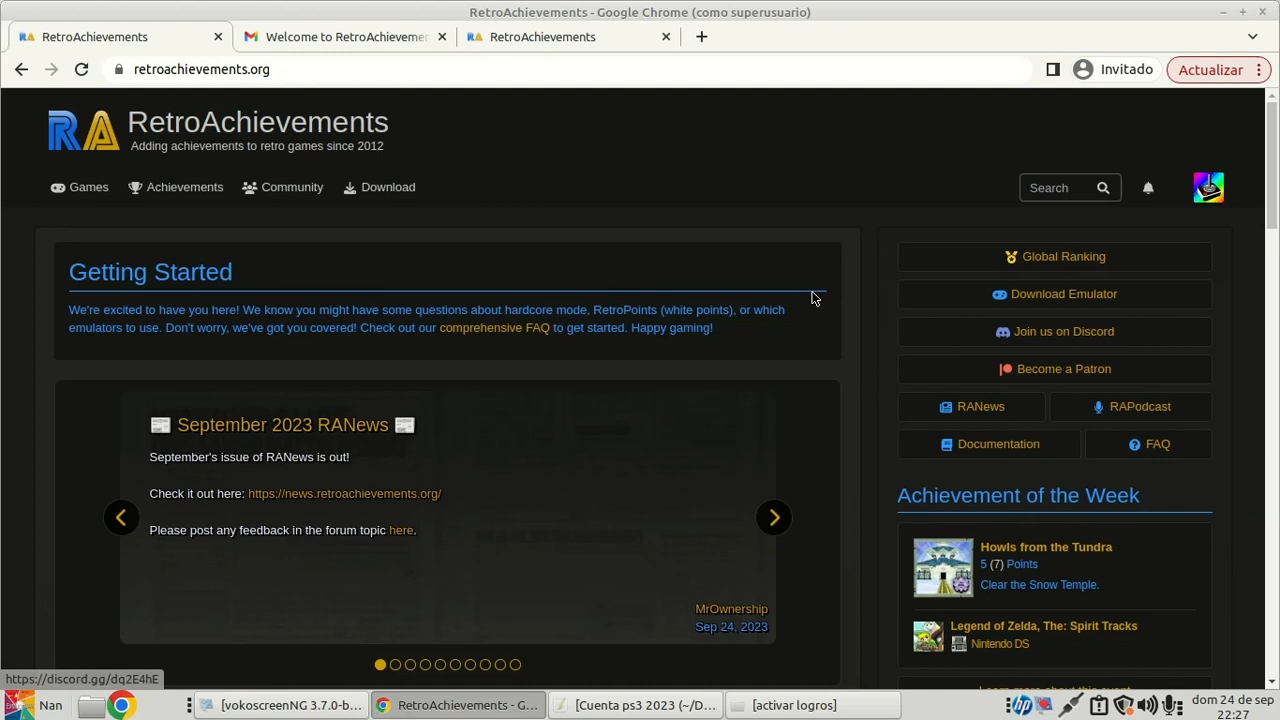 RetroAchievements - Google Chrome (como superusuario)
RetroAchievements
Welcome to RetroAchieveme
RetroAchievements
retroachievements.org
Invitado
Actualizar
RA
RetroAchievements
Adding achievements to retro games since 2012
Games
Achievements
Community
Download
Search
Getting Started
We're excited to have you here! We know you might have some questions about hardcore mode, RetroPoints (white points), or which
emulators to use. Don't worry, we've got you covered! Check out our comprehensive FAQ to get started. Happy gaming!
September 2023 RANews
September's issue of RANews is out!
Check it out here: https://news.retroachievements.org/
Please post any feedback in the forum topic here.
MrOwnership
Sep 24, 2023
Global Ranking
Download Emulator
Join us on Discord
Become a Patron
RANews
RAPodcast
Documentation
FAQ
Achievement of the Week
Howls from the Tundra
5 (7) Points
Clear the Snow Temple.
Legend of Zelda, The: Spirit Tracks
Nintendo DS
Learn more about this event
https://discord.gg/dq2E4hE
Nan
[vokoscreenNG 3.7.0-b...
RetroAchievements - G...
[Cuenta ps3 2023 (~/D...
[activar logros]
dom 24 de sep
22:27